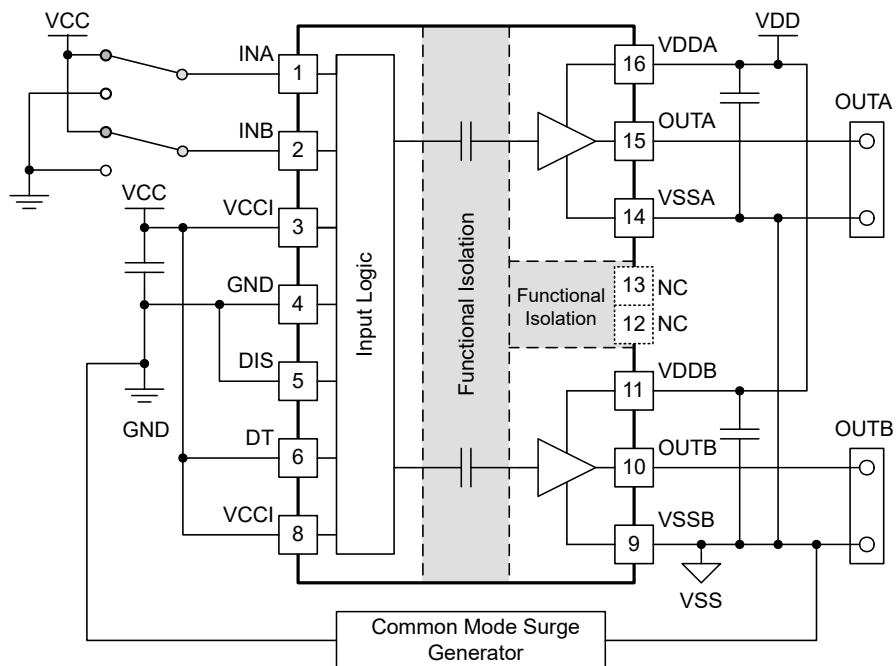 VCC
VDD
INA
1
16
VDDA
OUTA
INB
2
15
OUTA
VCC
VCCI
3
14
VSSA
Input Logic
Functional Isolation
Functional
Isolation
13
NC
12
NC
GND
4
DIS
5
GND
11
VDDB
DT
6
10
OUTB
OUTB
VCCI
8
9
VSSB
VSS
Common Mode Surge
Generator